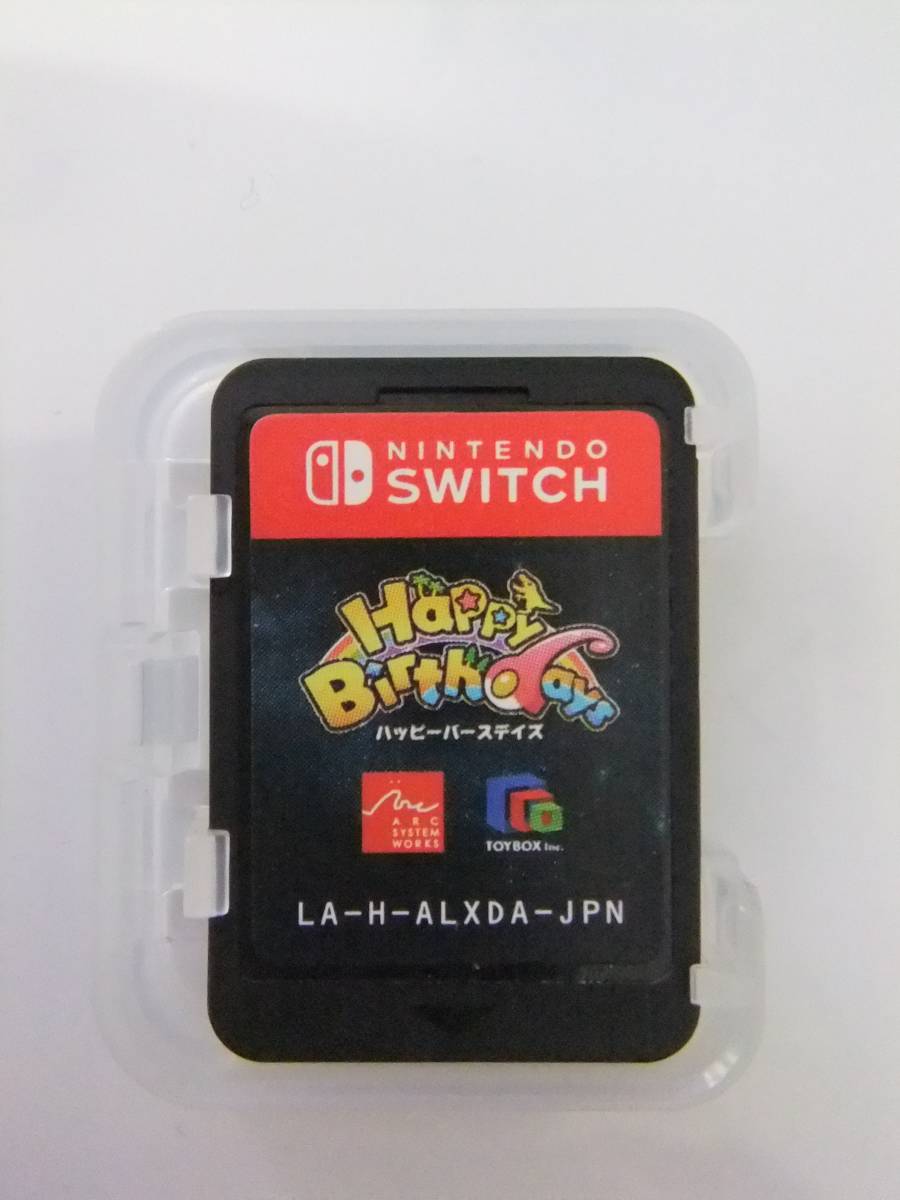 NINTENDO
SWITCH
Happy
Birthdays
ハッピーバースデイズ
Arc
ARC
SYSTEM
WORKS
TOYBOX Inc.
LA-H-ALXDA-JPN